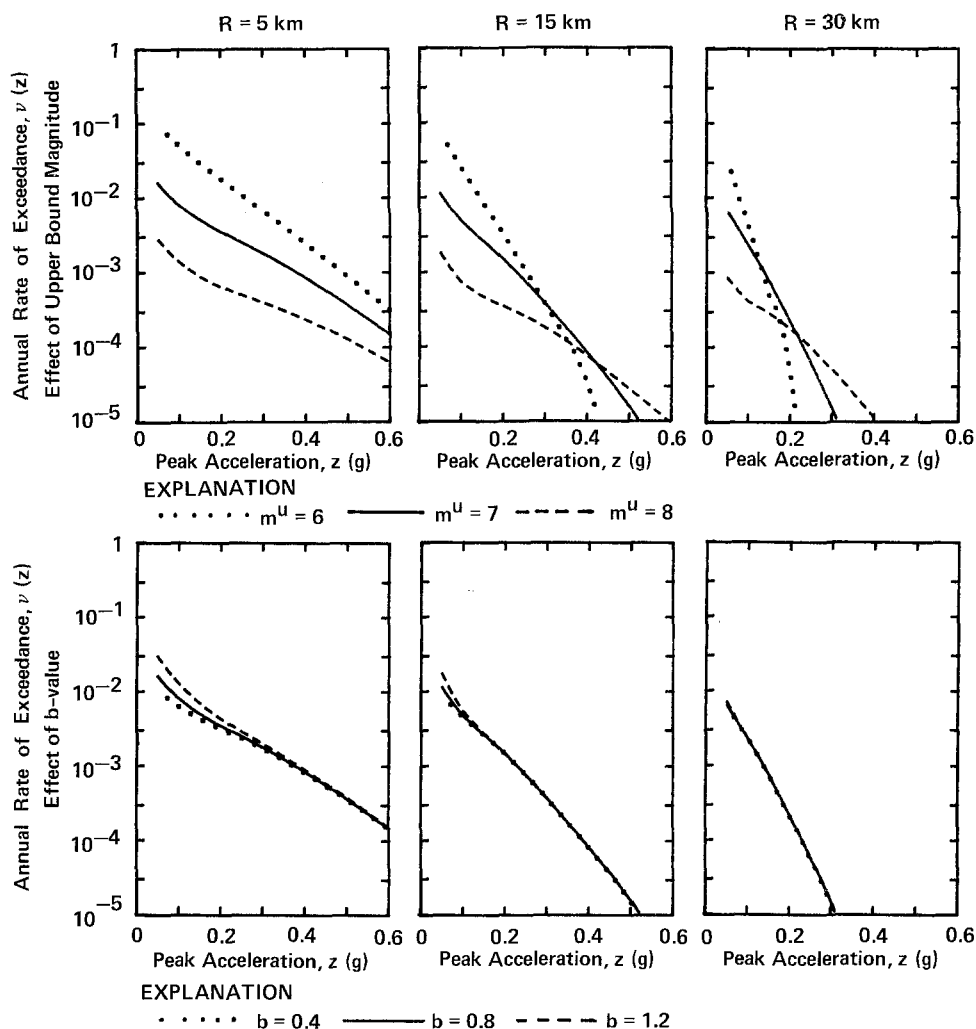 R = 5 km
R = 15 km
R = 30 km
Annual Rate of Exceedance, ν (z)
Effect of Upper Bound Magnitude
1
10−1
10−2
10−3
10−4
10−5
0 0.2 0.4 0.6
0 0.2 0.4 0.6
0 0.2 0.4 0.6
Peak Acceleration, z (g)
Peak Acceleration, z (g)
Peak Acceleration, z (g)
EXPLANATION
mu = 6
mu = 7
mu = 8
Annual Rate of Exceedance, ν (z)
Effect of b-value
1
10−1
10−2
10−3
10−4
10−5
0 0.2 0.4 0.6
0 0.2 0.4 0.6
0 0.2 0.4 0.6
Peak Acceleration, z (g)
Peak Acceleration, z (g)
Peak Acceleration, z (g)
EXPLANATION
b = 0.4
b = 0.8
b = 1.2